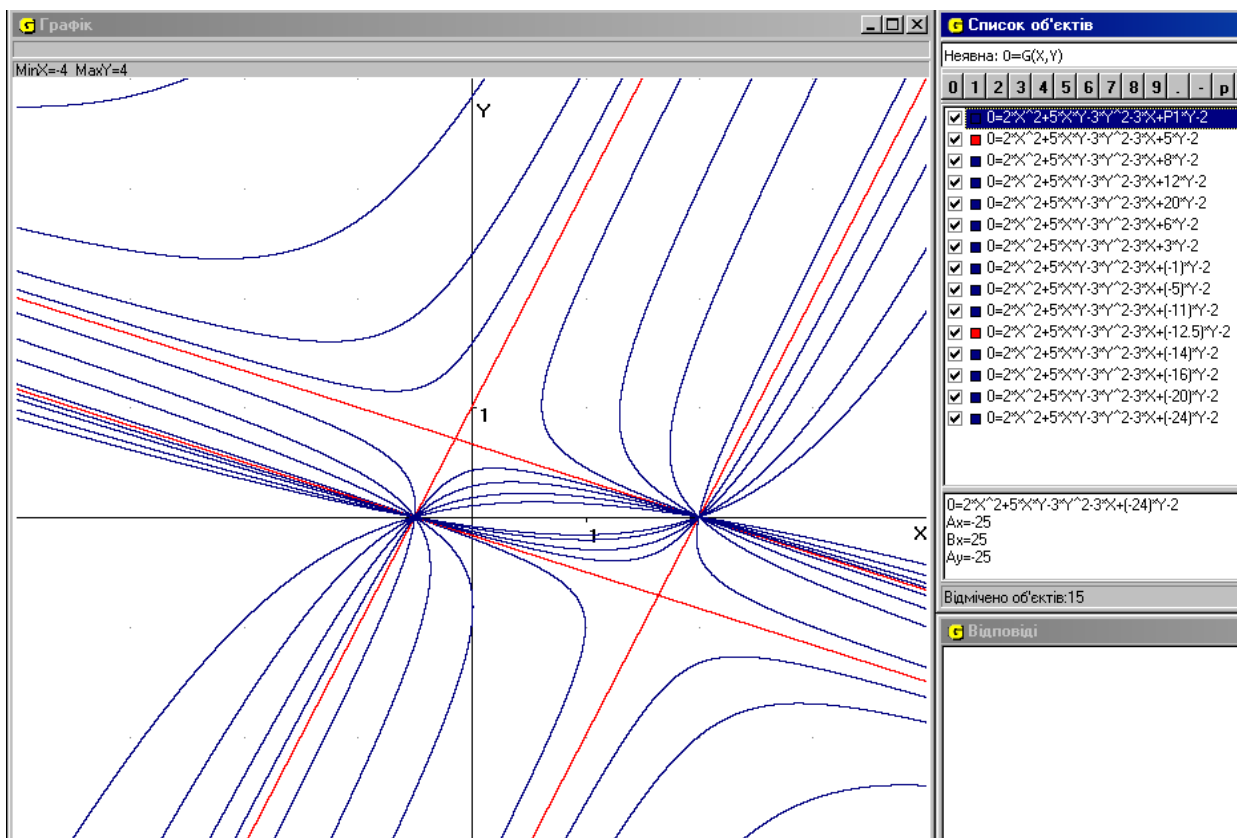 Графік
MinX=-4 MaxY=4
Y
1
1
X
Список об'єктів
Неявна: 0=G(X,Y)
0 1 2 3 4 5 6 7 8 9 . - p
0=2*X^2+5*X*Y-3*Y^2-3*X+P1*Y-2
0=2*X^2+5*X*Y-3*Y^2-3*X+5*Y-2
0=2*X^2+5*X*Y-3*Y^2-3*X+8*Y-2
0=2*X^2+5*X*Y-3*Y^2-3*X+12*Y-2
0=2*X^2+5*X*Y-3*Y^2-3*X+20*Y-2
0=2*X^2+5*X*Y-3*Y^2-3*X+6*Y-2
0=2*X^2+5*X*Y-3*Y^2-3*X+3*Y-2
0=2*X^2+5*X*Y-3*Y^2-3*X+(-1)*Y-2
0=2*X^2+5*X*Y-3*Y^2-3*X+(-5)*Y-2
0=2*X^2+5*X*Y-3*Y^2-3*X+(-11)*Y-2
0=2*X^2+5*X*Y-3*Y^2-3*X+(-12.5)*Y-2
0=2*X^2+5*X*Y-3*Y^2-3*X+(-14)*Y-2
0=2*X^2+5*X*Y-3*Y^2-3*X+(-16)*Y-2
0=2*X^2+5*X*Y-3*Y^2-3*X+(-20)*Y-2
0=2*X^2+5*X*Y-3*Y^2-3*X+(-24)*Y-2
0=2*X^2+5*X*Y-3*Y^2-3*X+(-24)*Y-2
Ax=-25
Bx=25
Ay=-25
Відмічено об'єктів:15
Відповіді